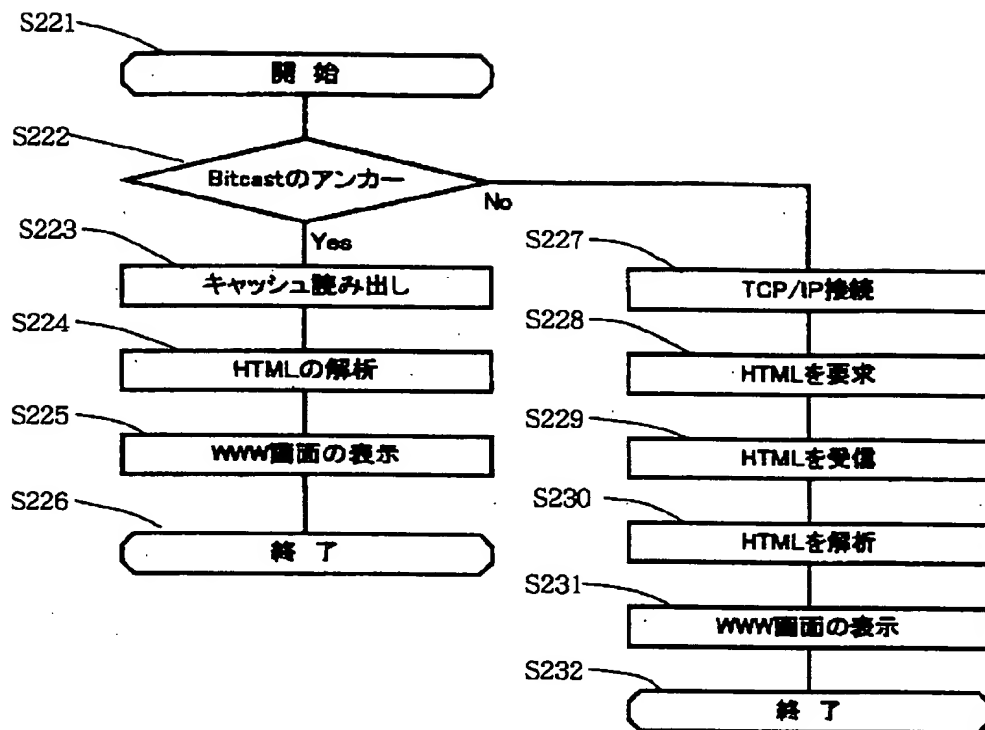 S221
開 始
S222
Bitcastのアンカー
No
Yes
S223
キャッシュ読み出し
S224
HTMLの解析
S225
WWW画面の表示
S226
終 了
S227
TCP/IP接続
S228
HTMLを要求
S229
HTMLを受信
S230
HTMLを解析
S231
WWW画面の表示
S232
終 了